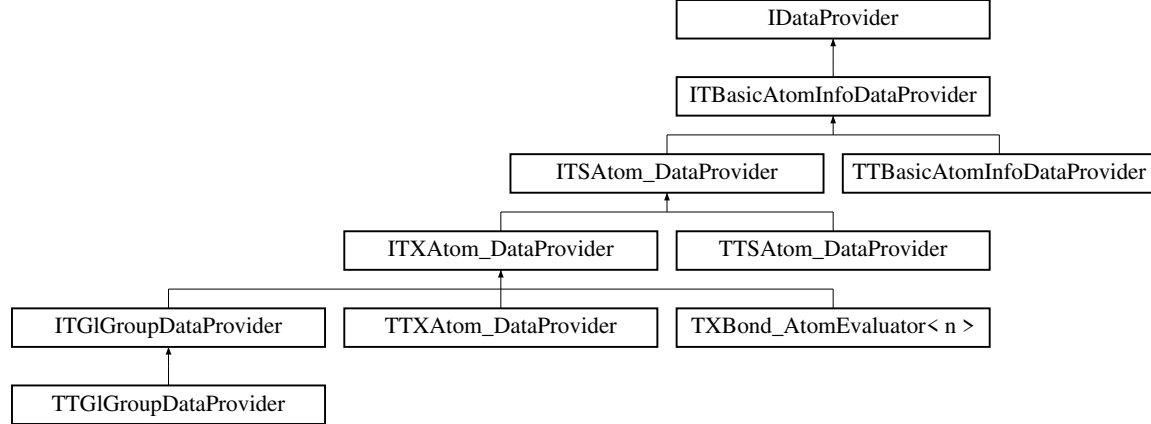 IDataProvider
ITBasicAtomInfoDataProvider
ITSAtom_DataProvider
TTBasicAtomInfoDataProvider
ITXAtom_DataProvider
TTSAtom_DataProvider
ITGlGroupDataProvider
TTXAtom_DataProvider
TXBond_AtomEvaluator< n >
TTGlGroupDataProvider